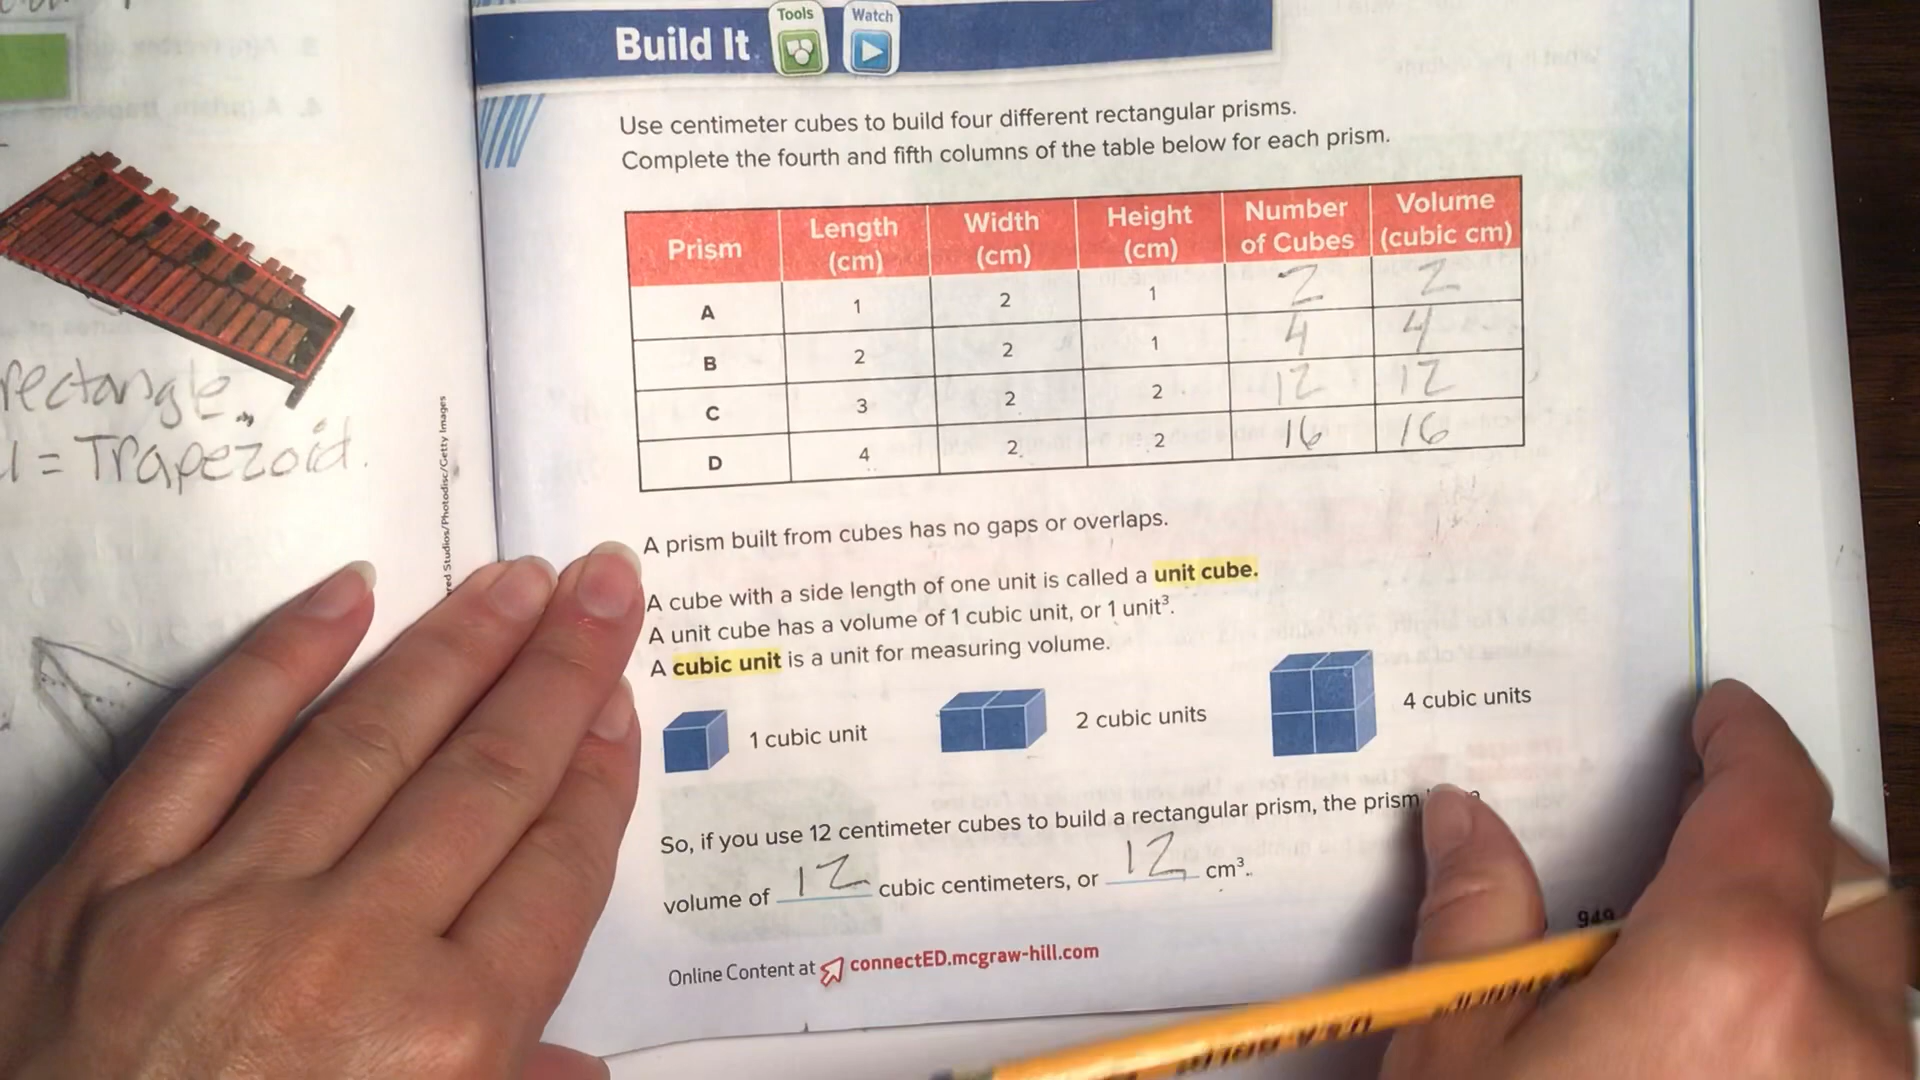 rectangle.
= Trapezoid.
Studios/Photodisc/Getty Images
Build It
Tools
Watch
Use centimeter cubes to build four different rectangular prisms.
Complete the fourth and fifth columns of the table below for each prism.
Prism Length (cm) Width (cm) Height (cm) Number of Cubes Volume (cubic cm)
A 1 2 1 2 2
B 2 2 1 4 4
C 3 2 2 12 12
D 4 2 2 16 16
A prism built from cubes has no gaps or overlaps.
A cube with a side length of one unit is called a unit cube.
A unit cube has a volume of 1 cubic unit, or 1 unit³.
A cubic unit is a unit for measuring volume.
1 cubic unit 2 cubic units 4 cubic units
So, if you use 12 centimeter cubes to build a rectangular prism, the prism
volume of 12 cubic centimeters, or 12 cm³.
949
Online Content at connectED.mcgraw-hill.com